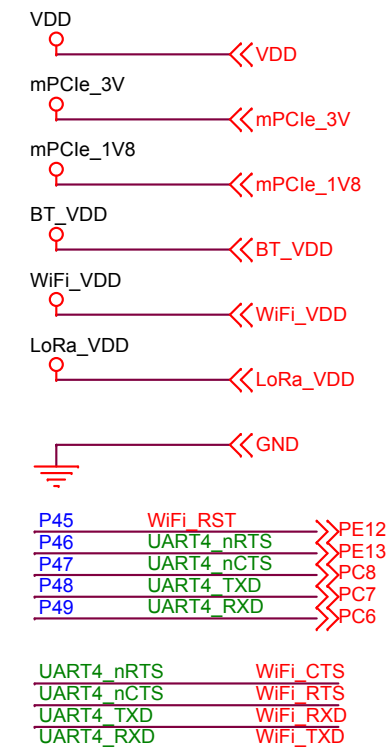 VDD
VDD
mPCIe_3V
mPCIe_3V
mPCIe_1V8
mPCIe_1V8
BT_VDD
BT_VDD
WiFi_VDD
WiFi_VDD
LoRa_VDD
LoRa_VDD
GND
P45 WiFi_RST PE12
P46 UART4_nRTS PE13
P47 UART4_nCTS PC8
P48 UART4_TXD PC7
P49 UART4_RXD PC6
UART4_nRTS WiFi_CTS
UART4_nCTS WiFi_RTS
UART4_TXD WiFi_RXD
UART4_RXD WiFi_TXD